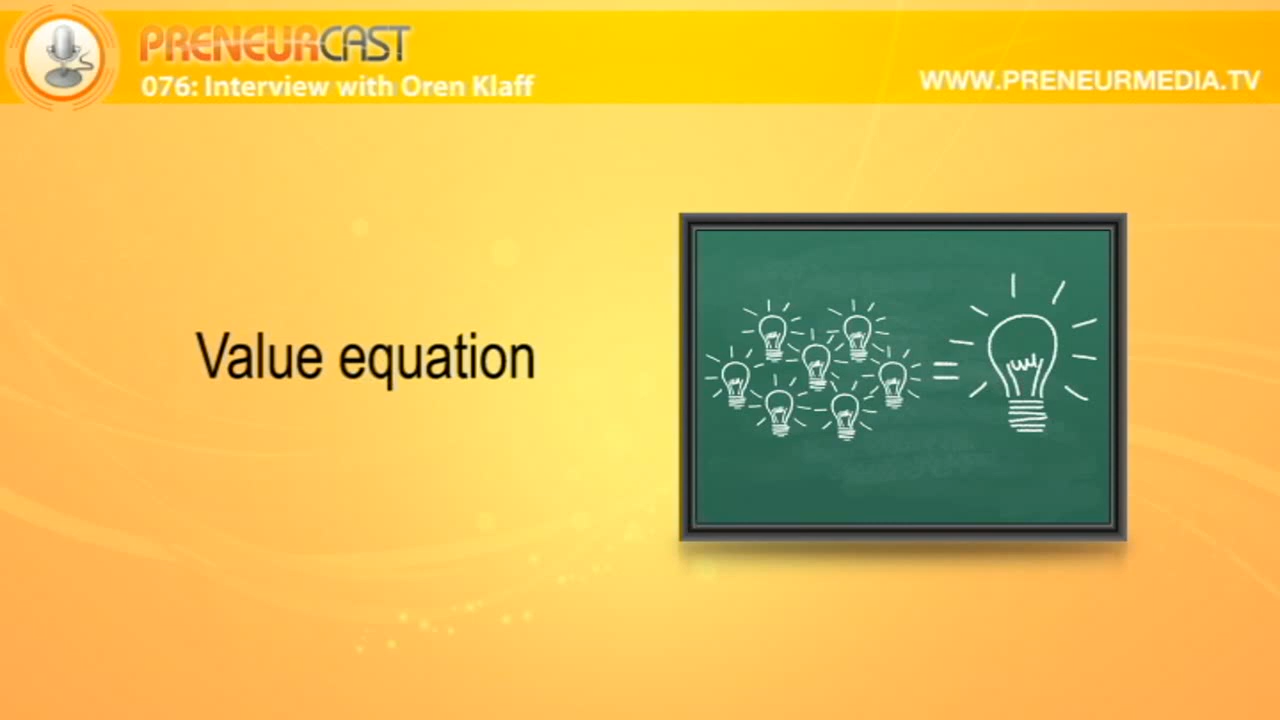 PRENEURCAST
076: Interview with Oren Klaff
WWW.PRENEURMEDIA.TV
Value equation
=